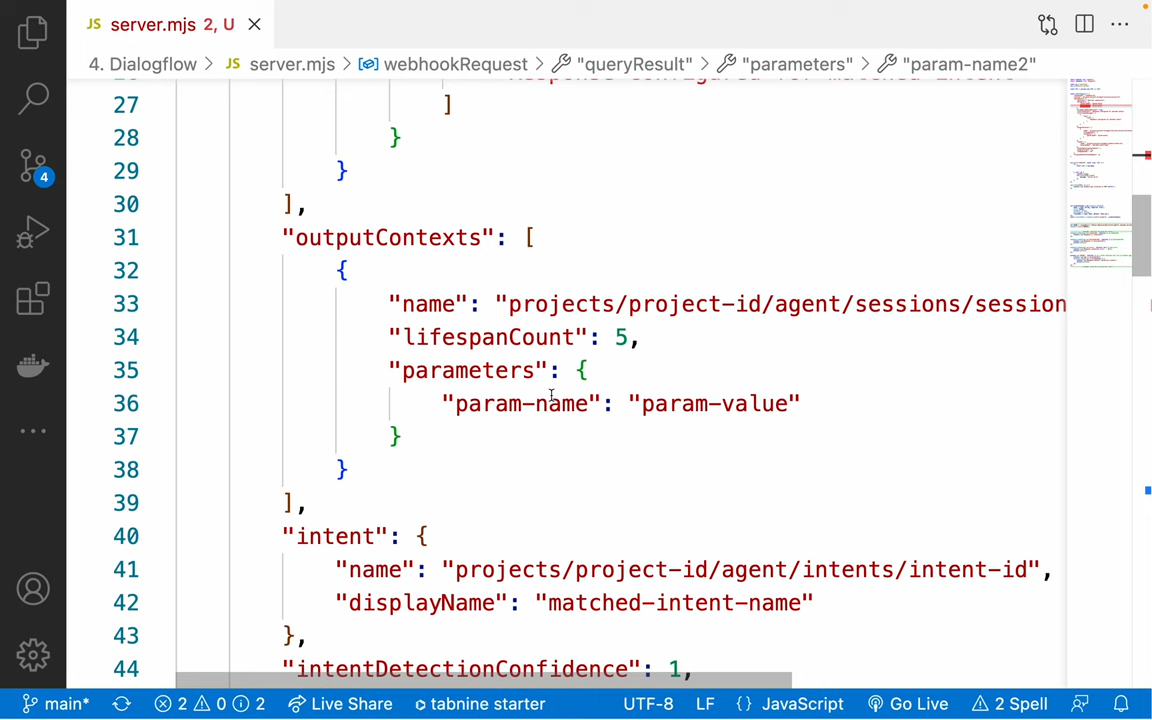 JS server.mjs 2, U
4. Dialogflow > JS server.mjs > webhookRequest > "queryResult" > "parameters" > "param-name2"
27 ]
28 }
29 }
30 ],
31 "outputContexts": [
32 {
33 "name": "projects/project-id/agent/sessions/session
34 "lifespanCount": 5,
35 "parameters": {
36 "param-name": "param-value"
37 }
38 }
39 ],
40 "intent": {
41 "name": "projects/project-id/agent/intents/intent-id",
42 "displayName": "matched-intent-name"
43 },
44 "intentDetectionConfidence": 1,
4
main* 2 0 2 Live Share tabnine starter UTF-8 LF {} JavaScript Go Live 2 Spell